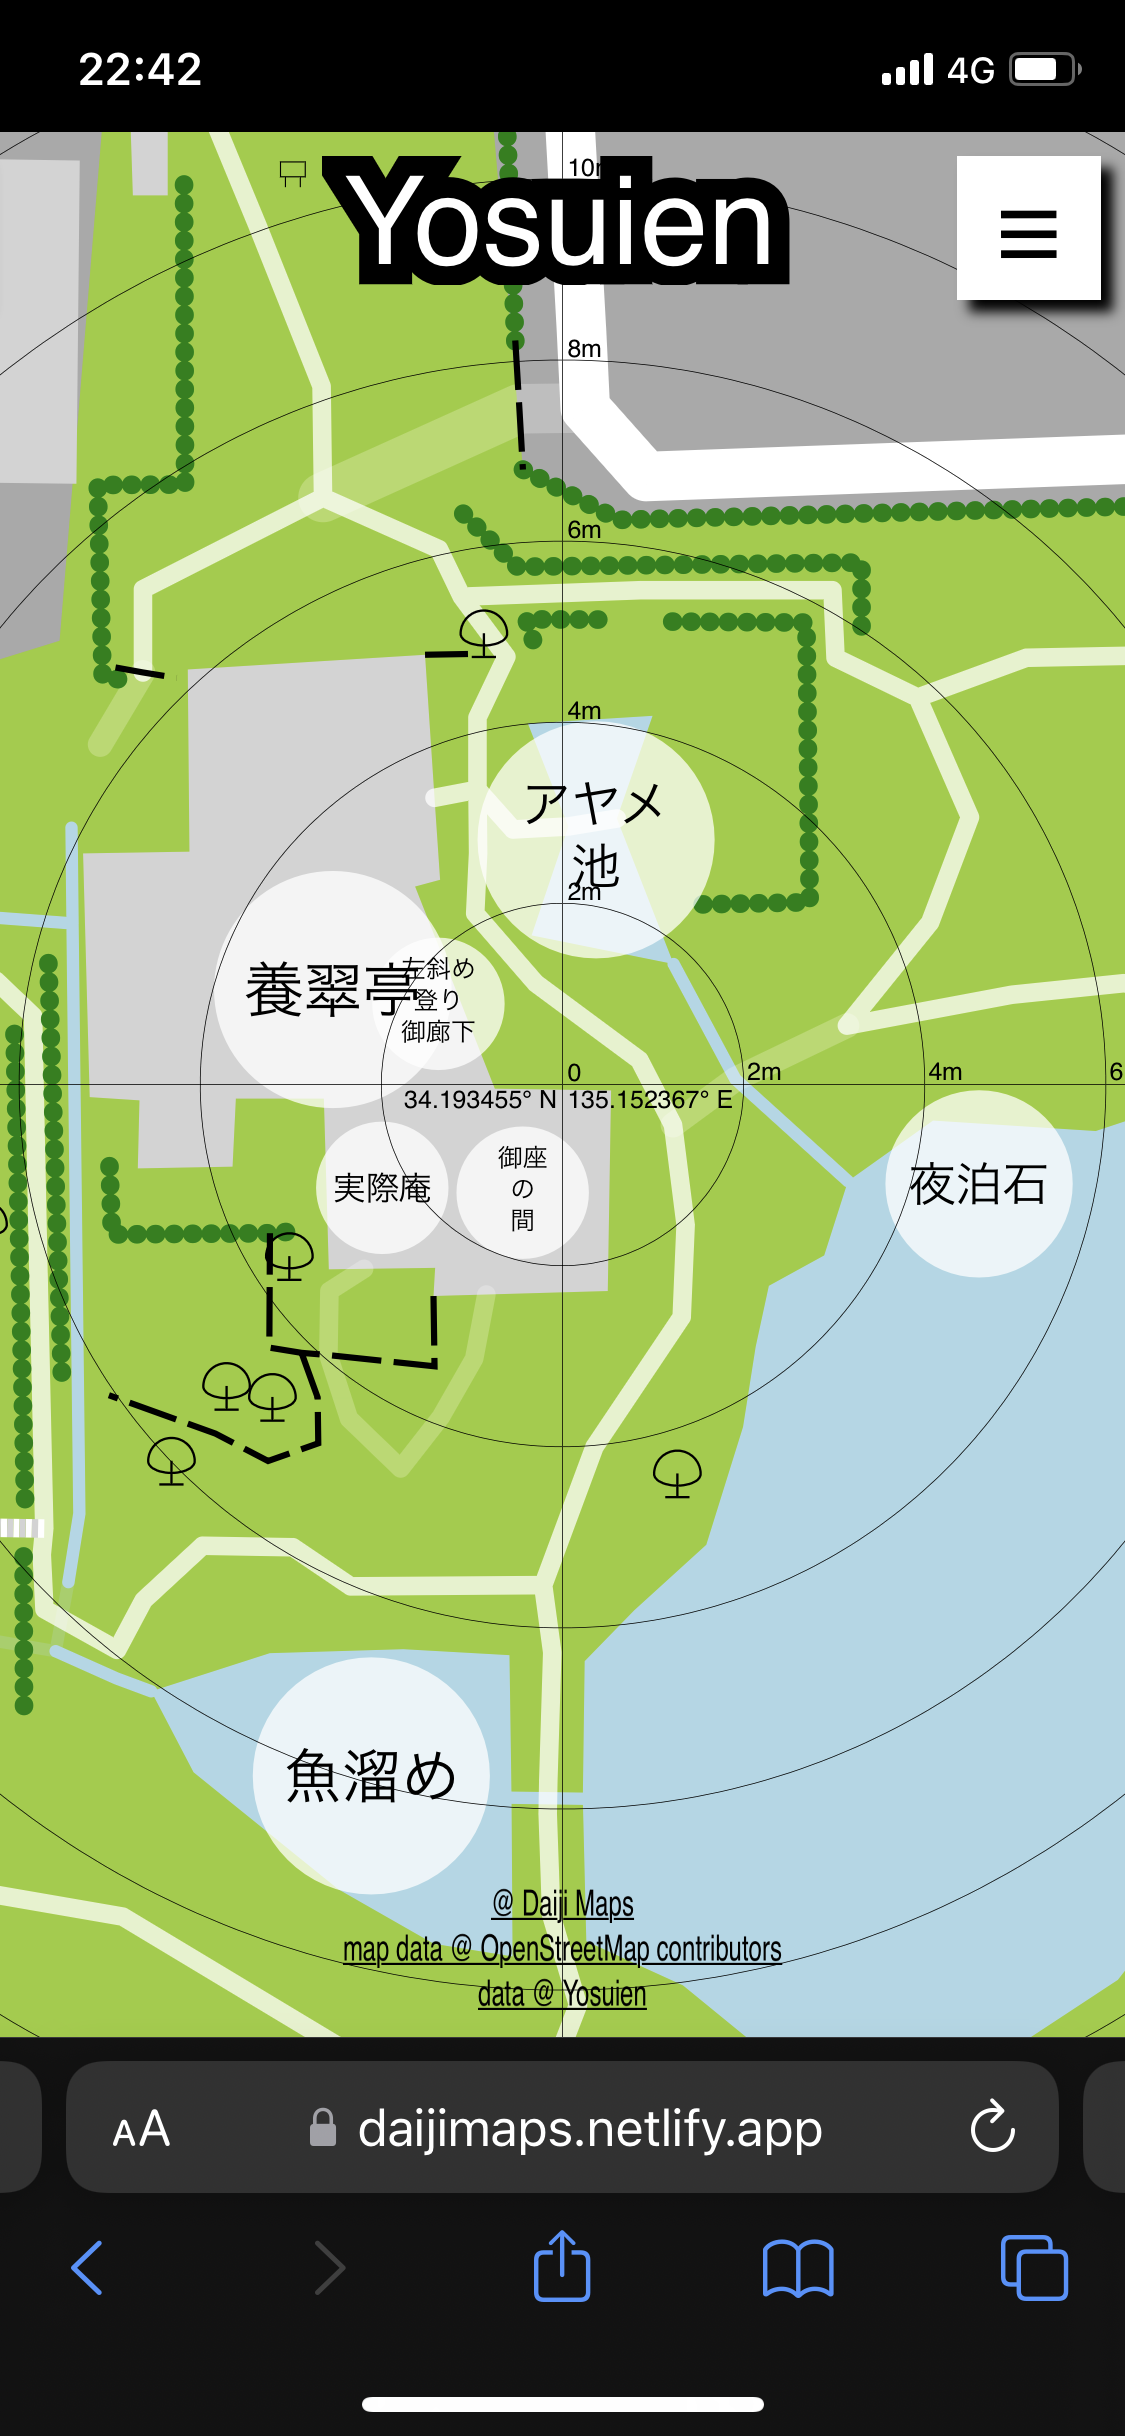 22:42
4G
10m
Yosuien
8m
6m
4m
アヤメ
池
2m
養翠亭
左斜め
登り
御廊下
0
2m
4m
6
34.193455° N
135.152367° E
実際庵
御座
の
間
夜泊石
魚溜め
@ Daiji Maps
map data @ OpenStreetMap contributors
data @ Yosuien
AA
daijimaps.netlify.app